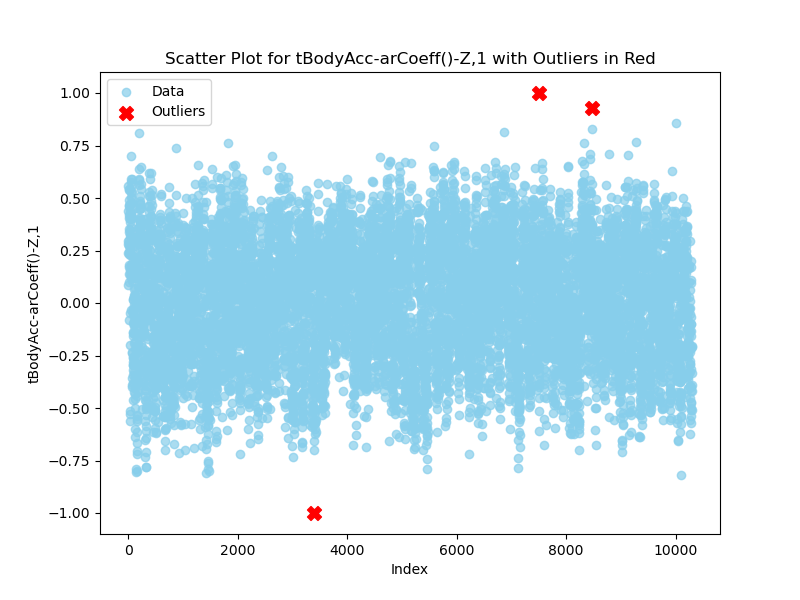 Scatter Plot for tBodyAcc-arCoeff()-Z,1 with Outliers in Red
Data
Outliers
1.00
0.75
0.50
0.25
0.00
−0.25
−0.50
−0.75
−1.00
tBodyAcc-arCoeff()-Z,1
0 2000 4000 6000 8000 10000
Index